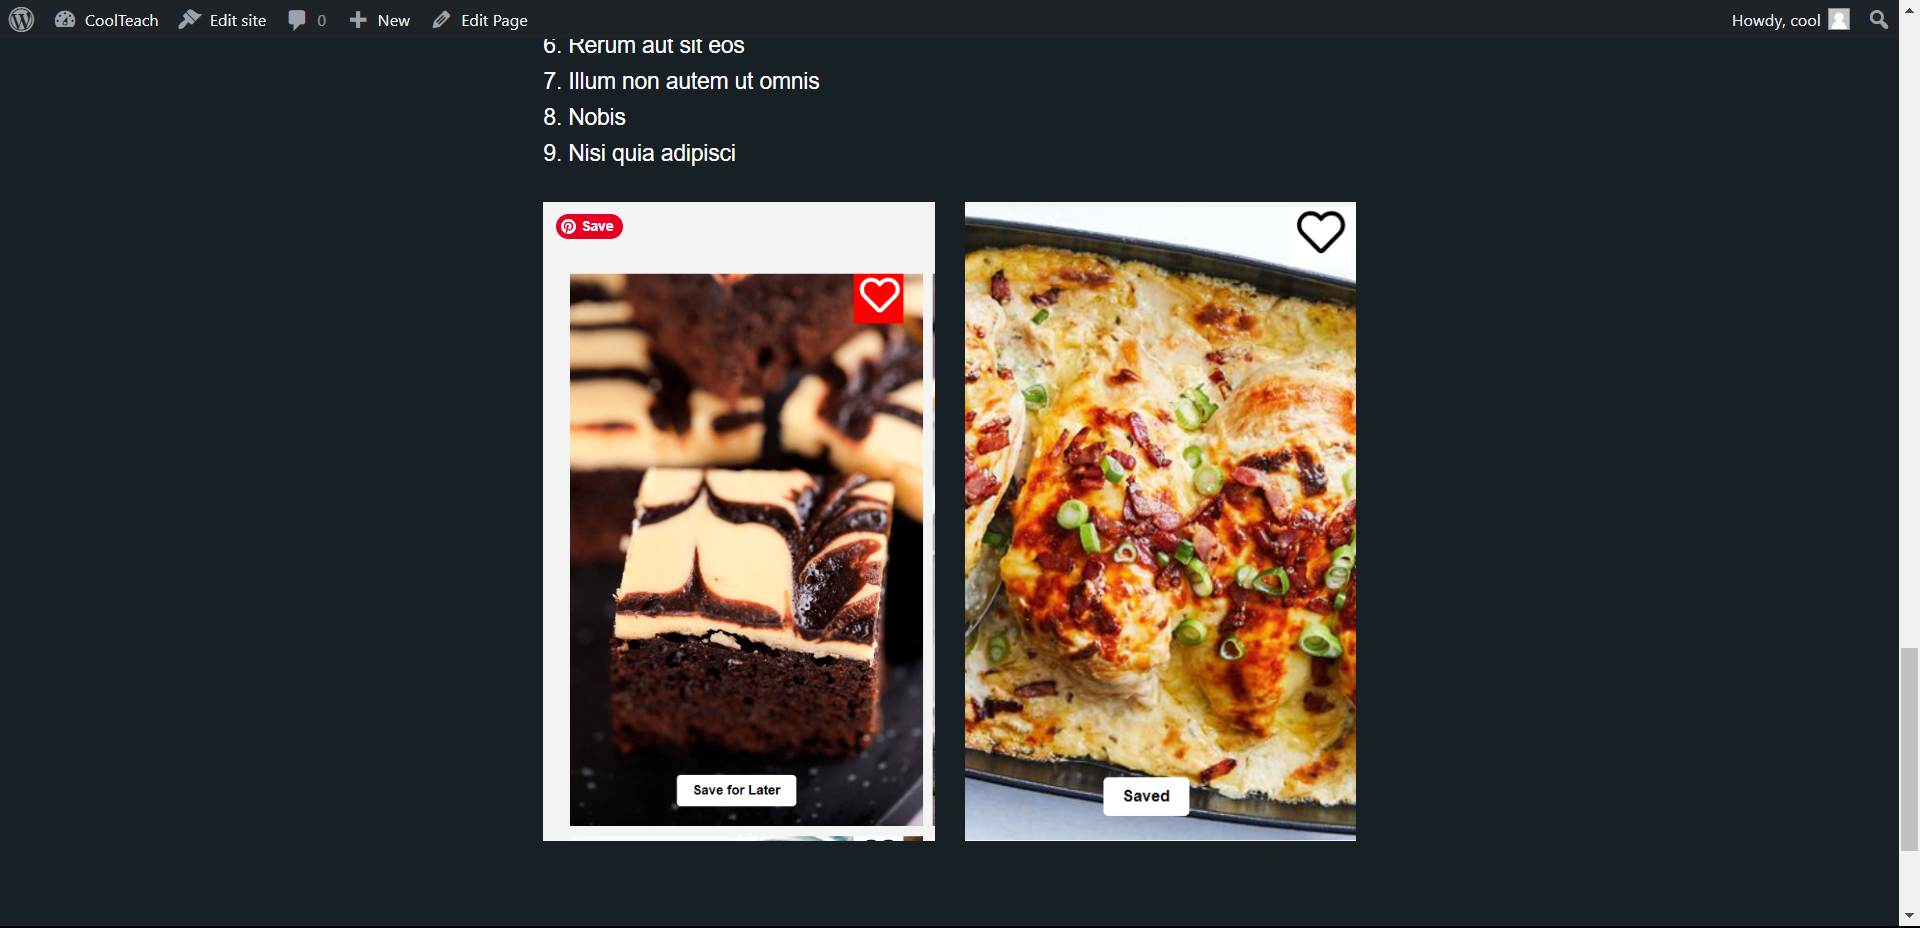 CoolTeach Edit site 0 New Edit Page Howdy, cool
6. Rerum aut sit eos
7. Illum non autem ut omnis
8. Nobis
9. Nisi quia adipisci
Save
Save for Later
Saved